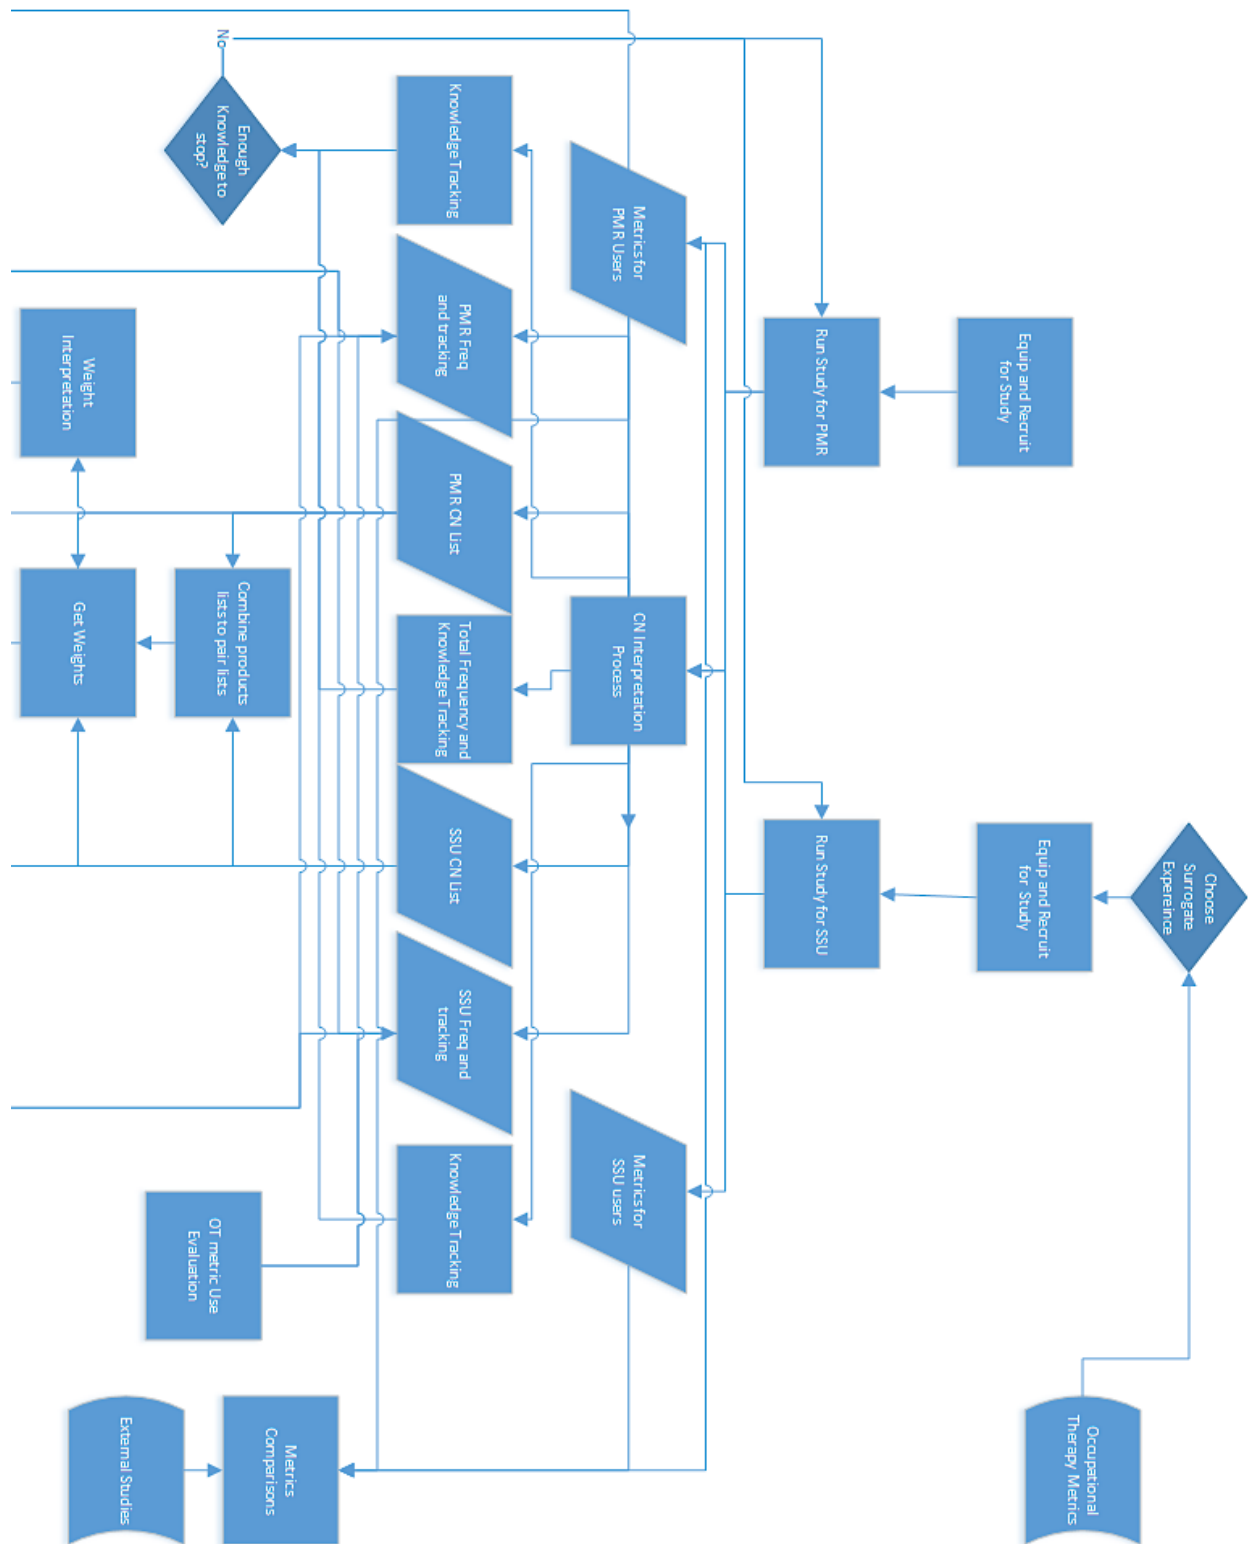 Choose
Surrogate
Expereince
Occupational
Therapy Metrics
Equip and Recruit
for Study
Equip and Recruit
for Study
Run Study for PMR
Run Study for SSU
Metrics for
PMR Users
CN Interpretation
Process
Metrics for
SSU users
Knowledge Tracking
PMR Freq
and tracking
PMR CN List
Total Frequency and
Knowledge Tracking
SSU CN List
SSU Freq and
tracking
Knowledge Tracking
No
Enough
Knowledge to
stop?
Combine products
lists to pair lists
OT metric Use
Evaluation
Metrics
Comparisons
Weight
Interpretation
Get Weights
External Studies